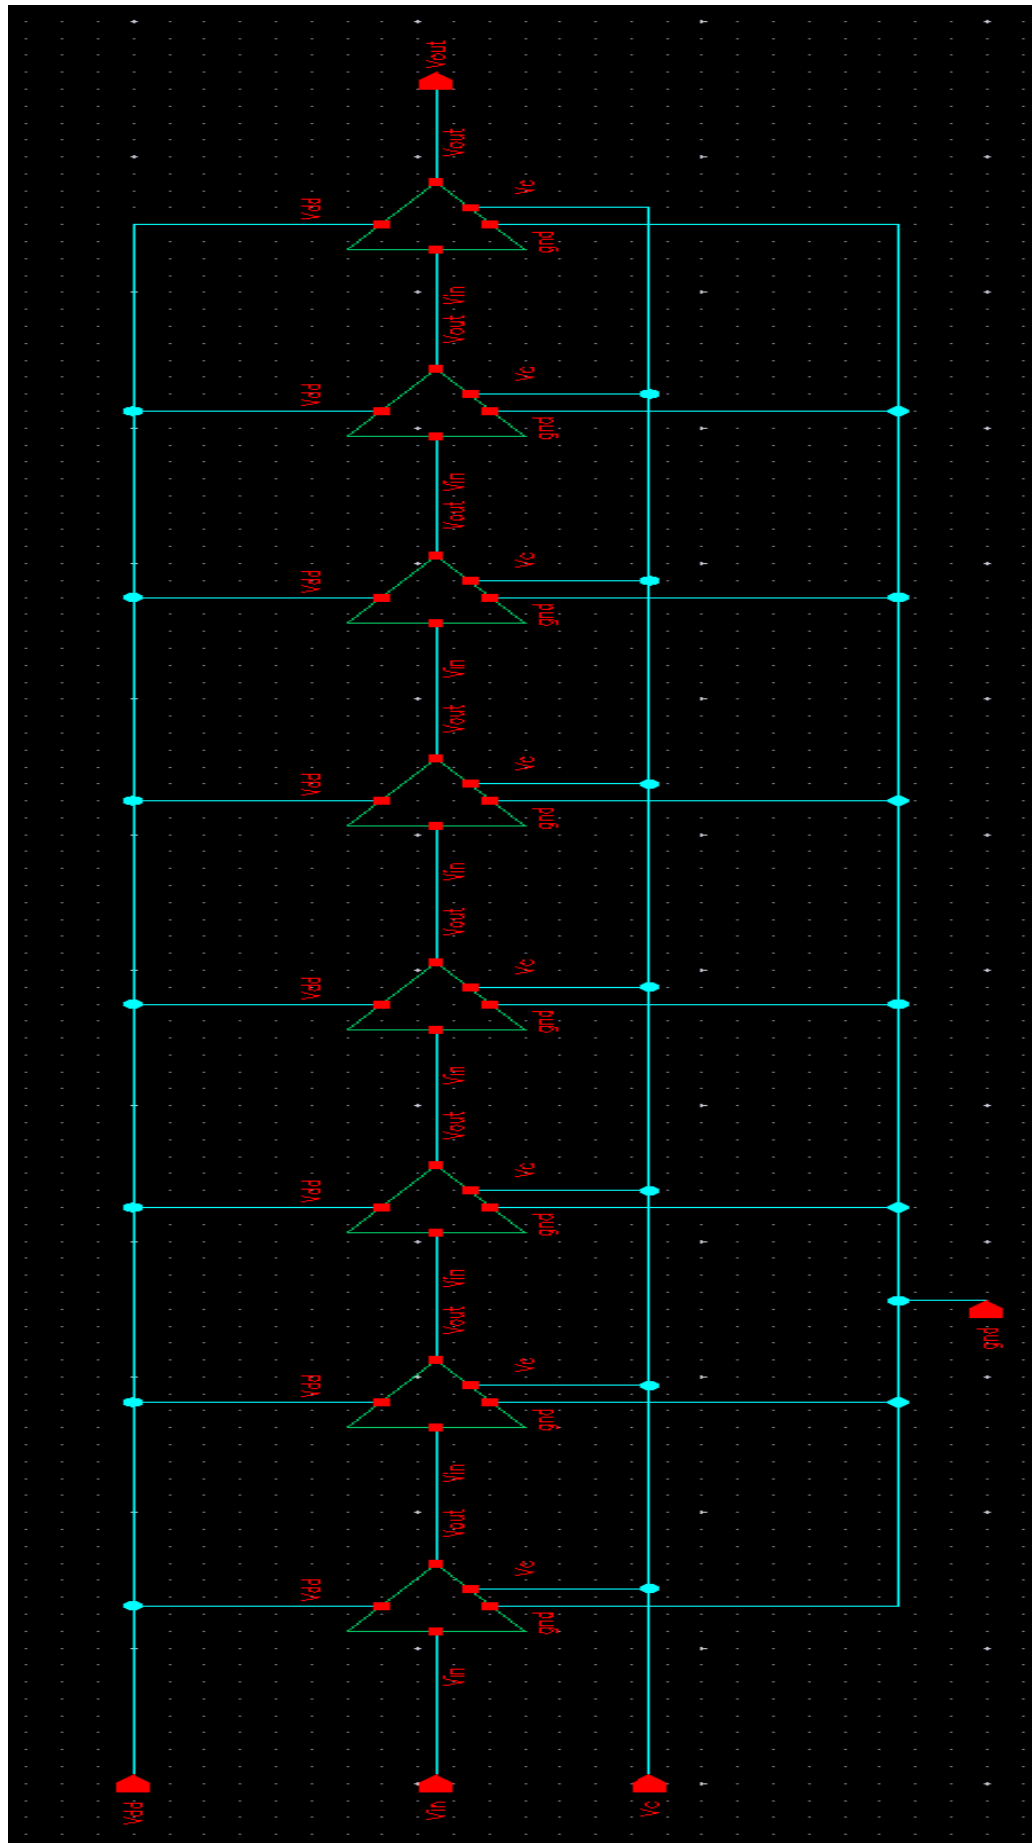 Vdd
Vdd Vdd Vdd Vdd Vdd Vdd Vdd Vdd
Vin Vout
Vin Vout Vin Vout Vin Vout Vin Vout Vin Vout Vin Vout Vin Vout Vin Vout
Vc Vc Vc Vc Vc Vc Vc Vc
gnd gnd gnd gnd gnd gnd gnd gnd
Vc
gnd